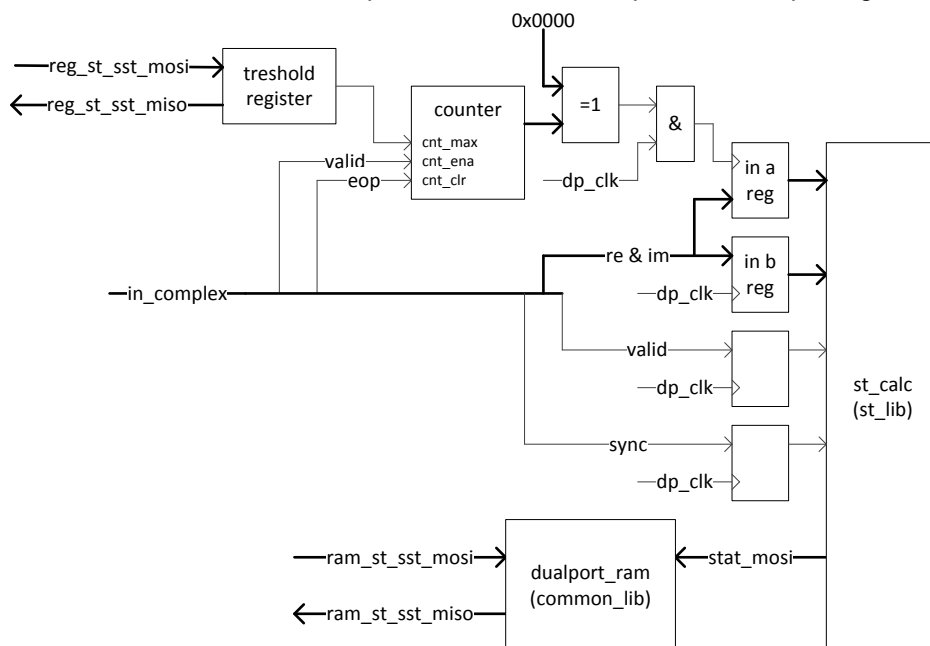 0x0000
reg_st_sst_mosi
reg_st_sst_miso
treshold
register
counter
cnt_max
cnt_ena
cnt_clr
=1
&
valid
eop
dp_clk
in a
reg
re & im
in b
reg
in_complex
dp_clk
valid
dp_clk
st_calc
(st_lib)
sync
dp_clk
ram_st_sst_mosi
stat_mosi
dualport_ram
(common_lib)
ram_st_sst_miso